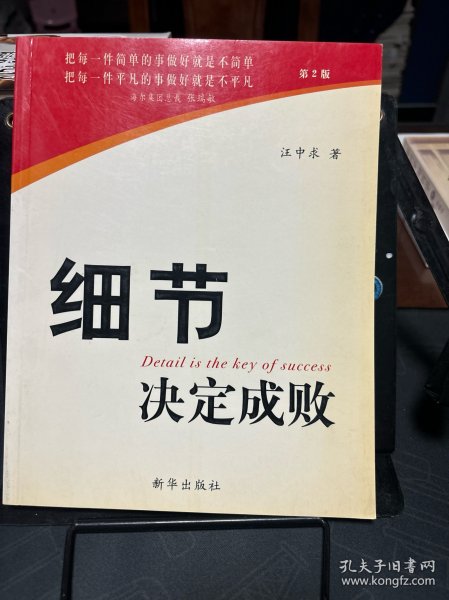 把每一件简单的事做好就是不简单
把每一件平凡的事做好就是不平凡
第2版
海尔集团总裁 张瑞敏
汪中求 著
细节
Detail is the key of success
决定成败
新华出版社
孔夫子旧书网
www.kongfz.com